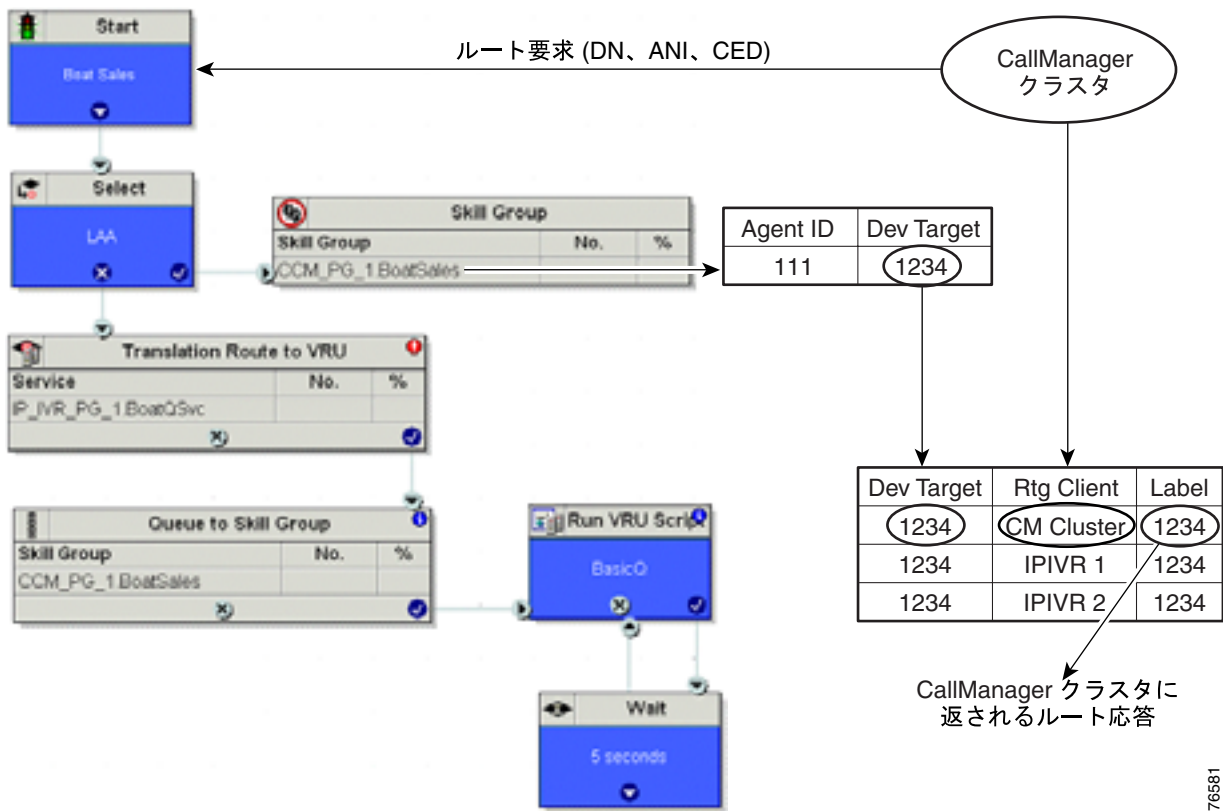 Start
Boat Sales
ルート要求 (DN、ANI、CED)
CallManager
クラスタ
Select
LAA
Skill Group
Skill Group No. %
CCM_PG_1.BoatSales
Agent ID Dev Target
111 1234
Translation Route to VRU
Service No. %
IP_IVR_PG_1.BoatQSvc
Queue to Skill Group
Skill Group No. %
CCM_PG_1.BoatSales
Run VRU Script
BasicQ
Wait
5 seconds
Dev Target Rtg Client Label
1234 CM Cluster 1234
1234 IPIVR 1 1234
1234 IPIVR 2 1234
CallManager クラスタに
返されるルート応答
76581